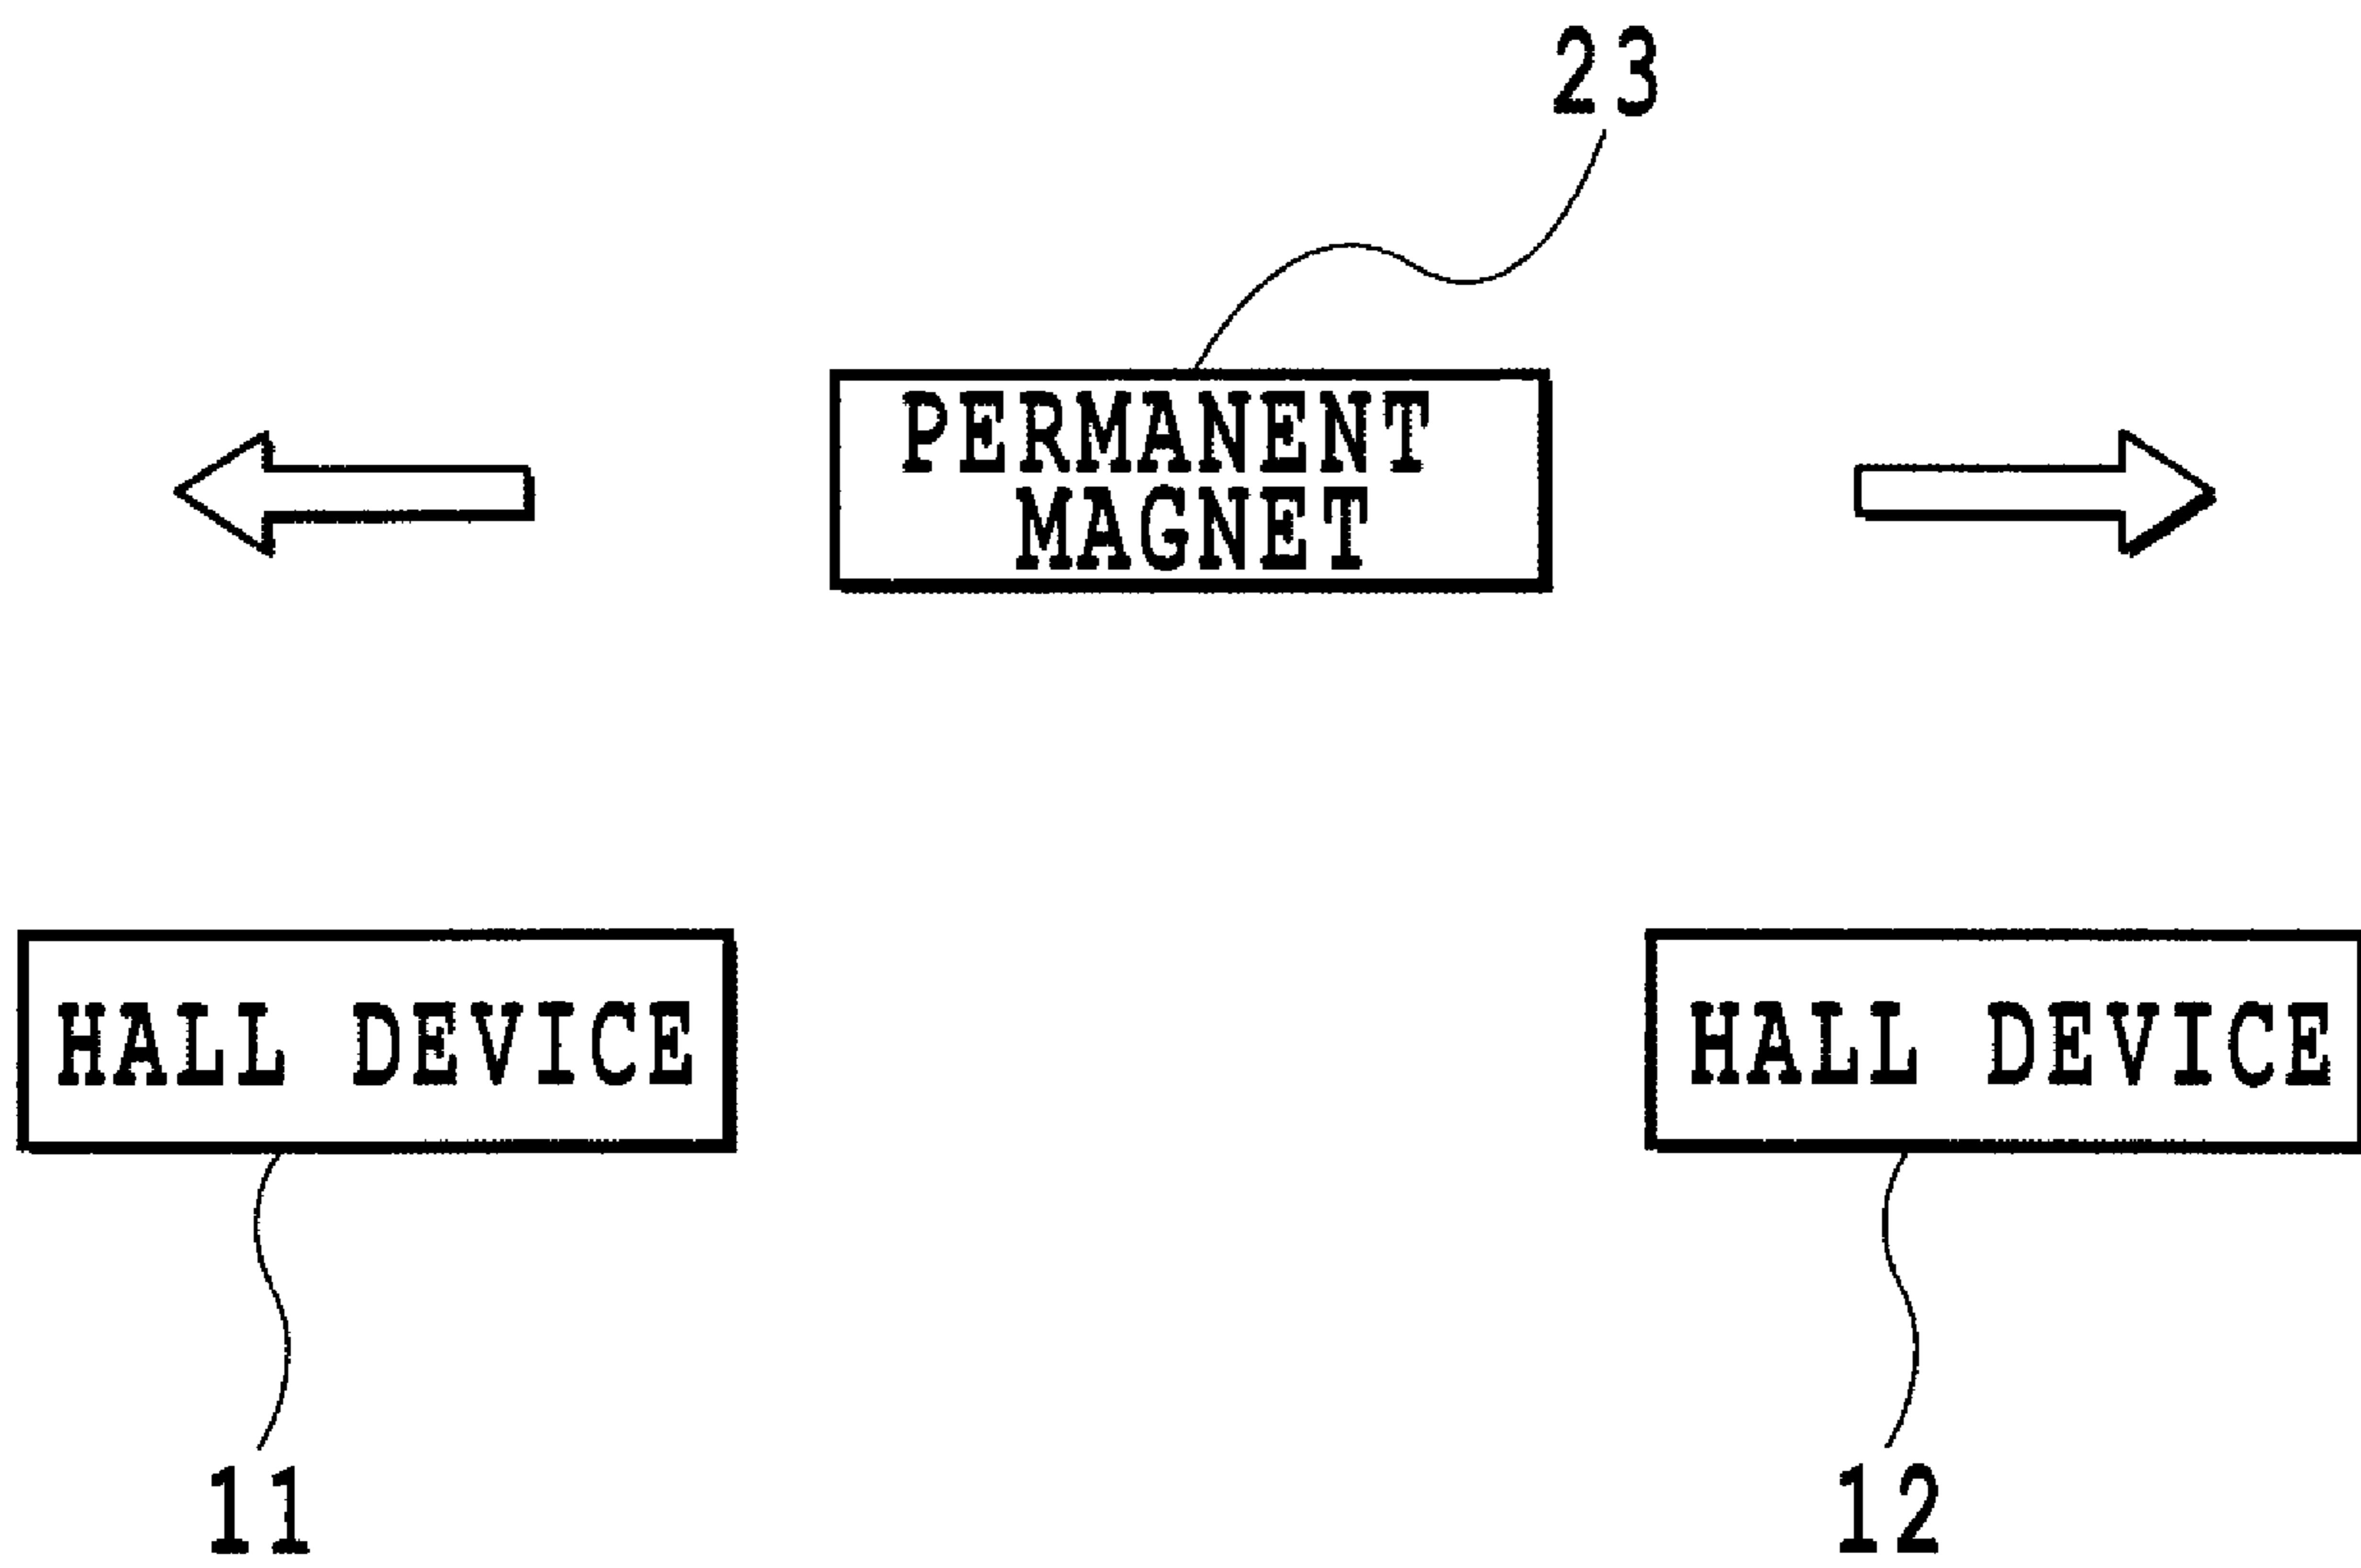 23
PERMANENT
MAGNET
HALL DEVICE
HALL DEVICE
11
12